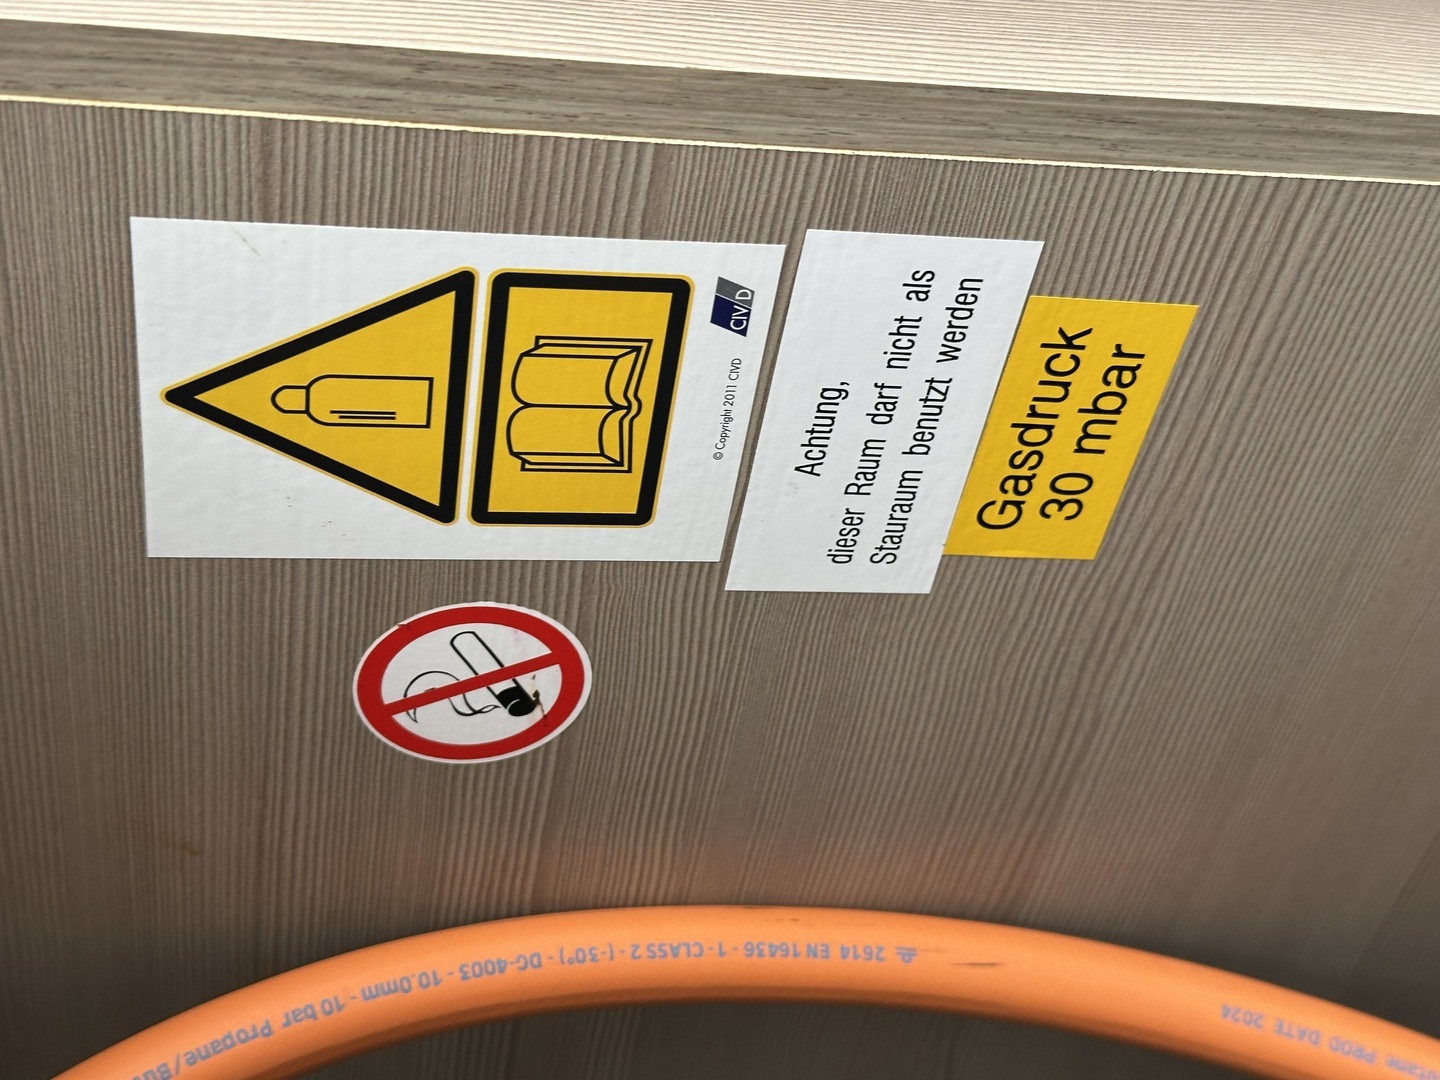 CIVD
© Copyright 2011 CIVD
Achtung,
dieser Raum darf nicht als
Stauraum benutzt werden
Gasdruck
30 mbar
2614 EN 16436 - 1 - CLASS 2 - (-30°) - DG-4003 - 10.0mm - 10 bar Propane/
PROD DATE 2024